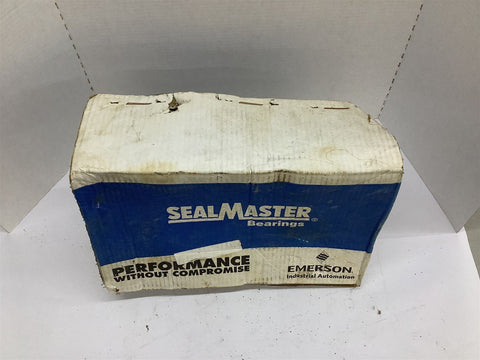 SEALMASTER®
Bearings
PERFORMANCE
WITHOUT COMPROMISE
EMERSON
Industrial Automation